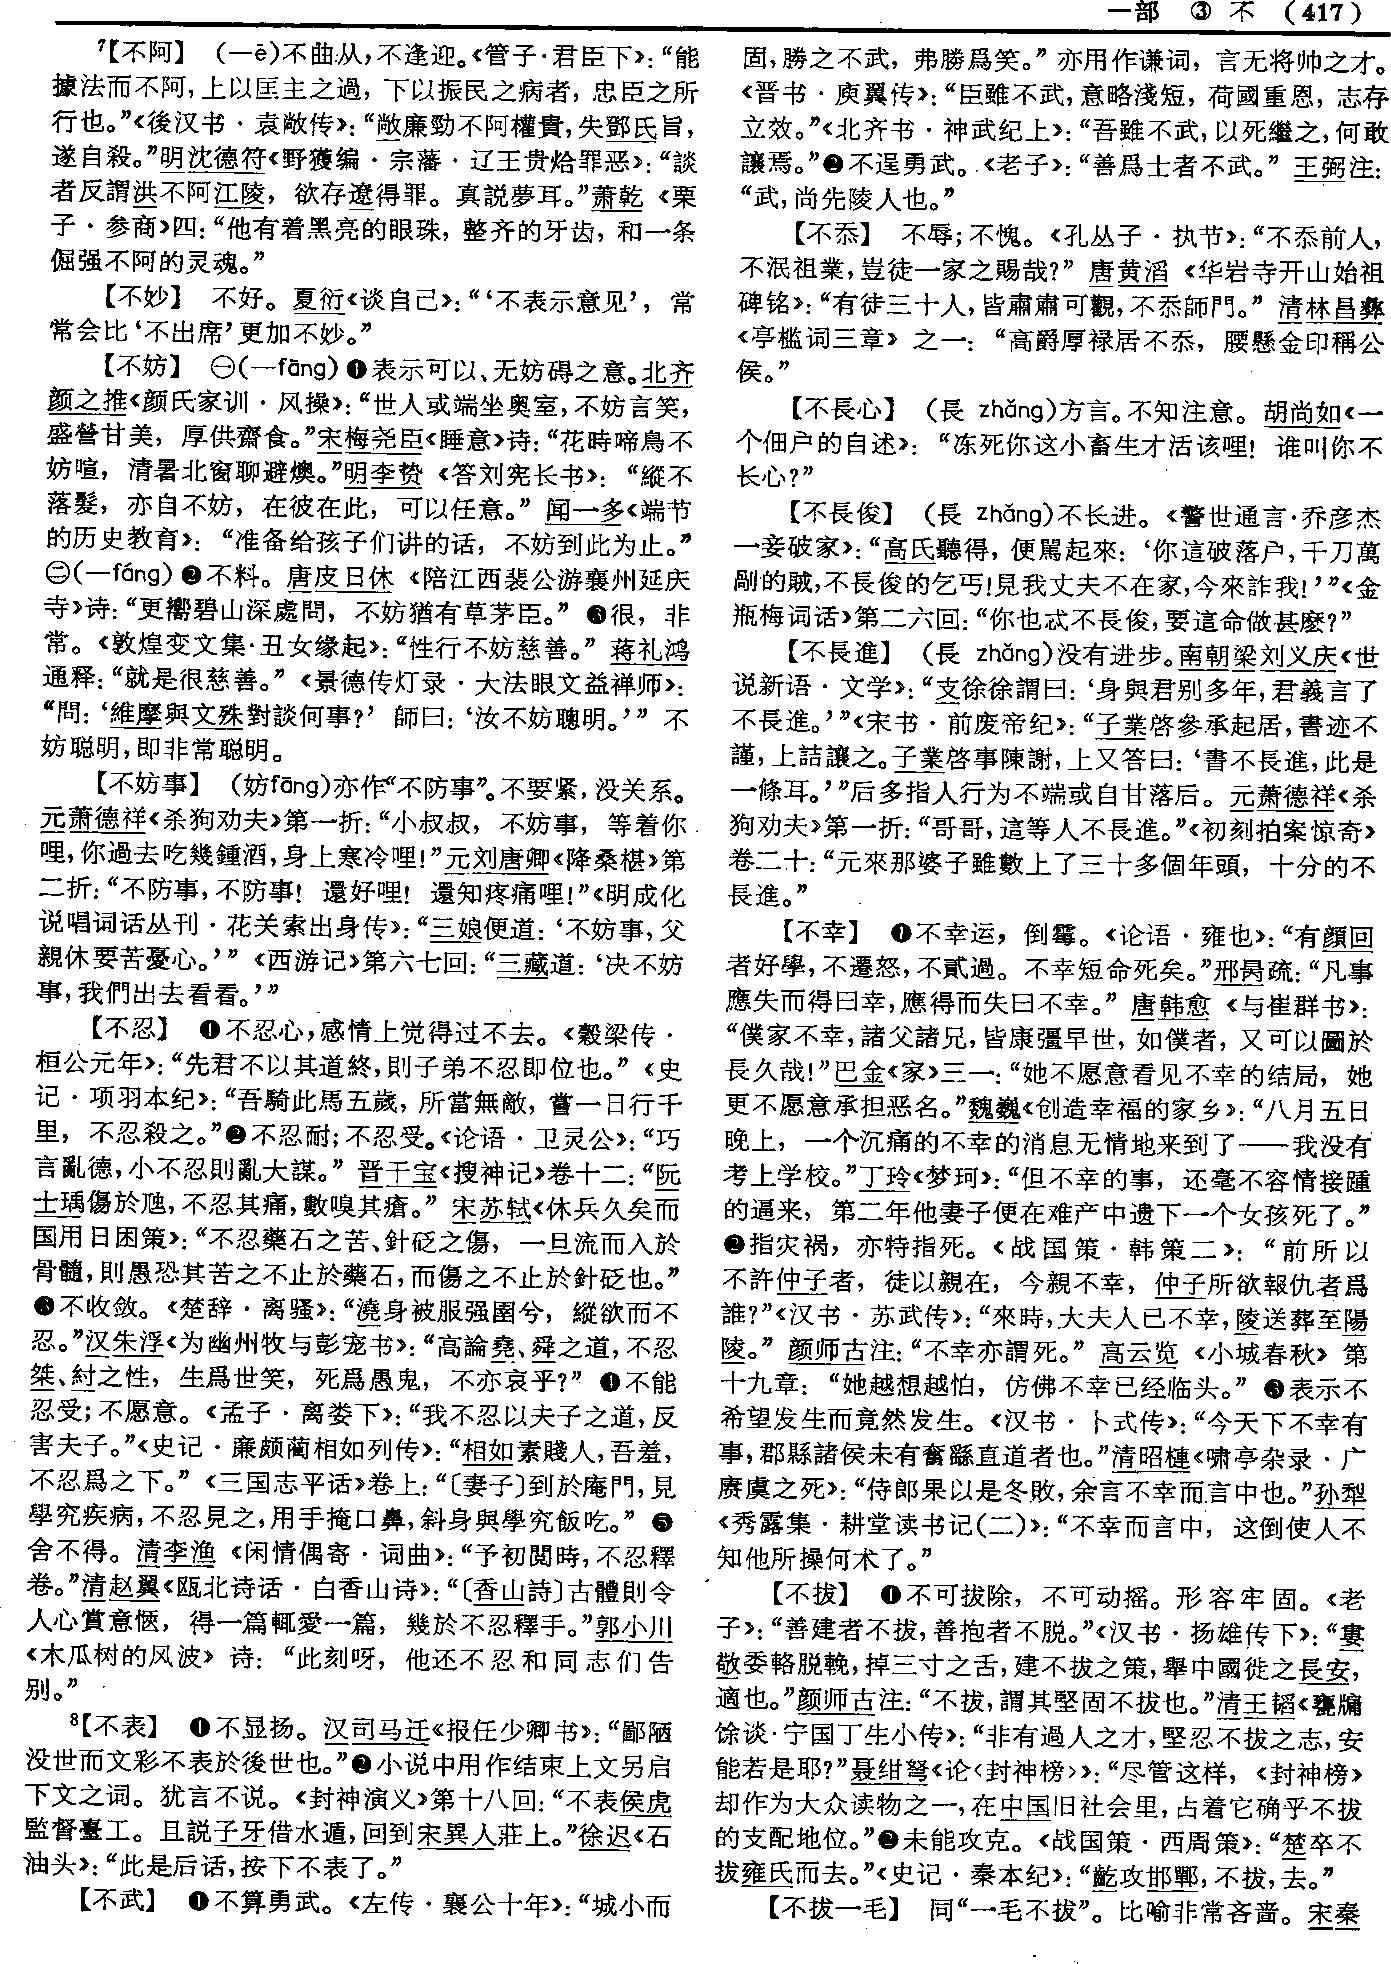 一部 ③ 不 (417)
⁷【不阿】 (—ē)不曲从,不逢迎。《管子·君臣下》:“能
據法而不阿,上以匡主之過,下以振民之病者,忠臣之所
行也。”《後汉书·袁敞传》:“敞廉勁不阿權貴,失鄧氏旨,
遂自殺。”明沈德符《野獲编·宗藩·辽王贵烚罪恶》:“談
者反謂洪不阿江陵,欲存遼得罪。真説夢耳。”萧乾《栗
子·参商》四:“他有着黑亮的眼珠,整齐的牙齿,和一条
倔强不阿的灵魂。”
【不妙】 不好。夏衍《谈自己》:“‘不表示意见’,常
常会比‘不出席’更加不妙。”
【不妨】 ㊀(—fāng)❶表示可以、无妨碍之意。北齐
颜之推《颜氏家训·风操》:“世人或端坐奥室,不妨言笑,
盛營甘美,厚供齋食。”宋梅尧臣《睡意》诗:“花時啼鳥不
妨喧,清暑北窗聊避燠。”明李贽《答刘宪长书》:“縱不
落髮,亦自不妨,在彼在此,可以任意。”闻一多《端节
的历史教育》:“准备给孩子们讲的话,不妨到此为止。”
㊁(—fáng)❷不料。唐皮日休《陪江西裴公游襄州延庆
寺》诗:“更嚮碧山深處問,不妨猶有草茅臣。”❸很,非
常。《敦煌变文集·丑女缘起》:“性行不妨慈善。”蒋礼鸿
通释:“就是很慈善。”《景德传灯录·大法眼文益禅师》:
“問:‘維摩與文殊對談何事?’師曰:‘汝不妨聰明。’”不
妨聪明,即非常聪明。
【不妨事】 (妨fāng)亦作“不防事”。不要紧,没关系。
元萧德祥《杀狗劝夫》第一折:“小叔叔,不妨事,等着你
哩,你過去吃幾鍾酒,身上寒冷哩!”元刘唐卿《降桑椹》第
二折:“不防事,不防事!還好哩!還知疼痛哩!”《明成化
说唱词话丛刊·花关索出身传》:“三娘便道:‘不妨事,父
親休要苦憂心。’”《西游记》第六七回:“三藏道:‘决不妨
事,我們出去看看。’”
【不忍】 ❶不忍心,感情上觉得过不去。《穀梁传·
桓公元年》:“先君不以其道終,則子弟不忍即位也。”《史
记·项羽本纪》:“吾騎此馬五歲,所當無敵,嘗一日行千
里,不忍殺之。”❷不忍耐;不忍受。《论语·卫灵公》:“巧
言亂德,小不忍則亂大謀。”晋干宝《搜神记》卷十二:“阮
士瑀傷於虺,不忍其痛,數嗅其瘡。”宋苏轼《休兵久矣而
国用日困策》:“不忍藥石之苦、針砭之傷,一旦流而入於
骨髓,則愚恐其苦之不止於藥石,而傷之不止於針砭也。”
❸不收敛。《楚辞·离骚》:“澆身被服强圉兮,縱欲而不
忍。”汉朱浮《为幽州牧与彭宠书》:“高論堯、舜之道,不忍
桀、紂之性,生爲世笑,死爲愚鬼,不亦哀乎?”❹不能
忍受;不愿意。《孟子·离娄下》:“我不忍以夫子之道,反
害夫子。”《史记·廉颇蔺相如列传》:“相如素賤人,吾羞,
不忍爲之下。”《三国志平话》卷上:“〔妻子〕到於庵門,見
學究疾病,不忍見之,用手掩口鼻,斜身與學究飯吃。”❺
舍不得。清李渔《闲情偶寄·词曲》:“予初閲時,不忍釋
卷。”清赵翼《瓯北诗话·白香山诗》:“〔香山詩〕古體則令
人心賞意愜,得一篇輒愛一篇,幾於不忍釋手。”郭小川
《木瓜树的风波》诗:“此刻呀,他还不忍和同志们告
别。”
⁸【不表】 ❶不显扬。汉司马迁《报任少卿书》:“鄙陋
没世而文彩不表於後世也。”❷小说中用作结束上文另启
下文之词。犹言不说。《封神演义》第十八回:“不表侯虎
監督臺工。且説子牙借水遁,回到宋異人莊上。”徐迟《石
油头》:“此是后话,按下不表了。”
【不武】 ❶不算勇武。《左传·襄公十年》:“城小而
固,勝之不武,弗勝爲笑。”亦用作谦词,言无将帅之才。
《晋书·庾翼传》:“臣雖不武,意略淺短,荷國重恩,志存
立效。”《北齐书·神武纪上》:“吾雖不武,以死繼之,何敢
讓焉。”❷不逞勇武。《老子》:“善爲士者不武。”王弼注:
“武,尚先陵人也。”
【不忝】 不辱;不愧。《孔丛子·执节》:“不忝前人,
不泯祖業,豈徒一家之賜哉?”唐黄滔《华岩寺开山始祖
碑铭》:“有徒三十人,皆肅肅可觀,不忝師門。”清林昌彝
《亭槛词三章》之一:“高爵厚禄居不忝,腰懸金印稱公
侯。”
【不長心】 (長 zhǎng)方言。不知注意。胡尚如《一
个佃户的自述》:“冻死你这小畜生才活该哩!谁叫你不
长心?”
【不長俊】 (長 zhǎng)不长进。《警世通言·乔彦杰
一妾破家》:“高氏聽得,便駡起來:‘你這破落户,千刀萬
剮的賊,不長俊的乞丐!見我丈夫不在家,今來詐我!’”《金
瓶梅词话》第二六回:“你也忒不長俊,要這命做甚麽?”
【不長進】 (長 zhǎng)没有进步。南朝梁刘义庆《世
说新语·文学》:“支徐徐謂曰:‘身與君别多年,君義言了
不長進。’”《宋书·前废帝纪》:“子業啓參承起居,書迹不
謹,上詰讓之。子業啓事陳謝,上又答曰:‘書不長進,此是
一條耳。’”后多指人行为不端或自甘落后。元萧德祥《杀
狗劝夫》第一折:“哥哥,這等人不長進。”《初刻拍案惊奇》
卷二十:“元來那婆子雖數上了三十多個年頭,十分的不
長進。”
【不幸】 ❶不幸运,倒霉。《论语·雍也》:“有顔回
者好學,不遷怒,不貳過。不幸短命死矣。”邢昺疏:“凡事
應失而得曰幸,應得而失曰不幸。”唐韩愈《与崔群书》:
“僕家不幸,諸父諸兄,皆康彊早世,如僕者,又可以圖於
長久哉!”巴金《家》三一:“她不愿意看见不幸的结局,她
更不愿意承担恶名。”魏巍《创造幸福的家乡》:“八月五日
晚上,一个沉痛的不幸的消息无情地来到了——我没有
考上学校。”丁玲《梦珂》:“但不幸的事,还毫不容情接踵
的逼来,第二年他妻子便在难产中遗下一个女孩死了。”
❷指灾祸,亦特指死。《战国策·韩策二》:“前所以
不許仲子者,徒以親在,今親不幸,仲子所欲報仇者爲
誰?”《汉书·苏武传》:“來時,大夫人已不幸,陵送葬至陽
陵。”颜师古注:“不幸亦謂死。”高云览《小城春秋》第
十九章:“她越想越怕,仿佛不幸已经临头。”❸表示不
希望发生而竟然发生。《汉书·卜式传》:“今天下不幸有
事,郡縣諸侯未有奮繇直道者也。”清昭槤《啸亭杂录·广
赓虞之死》:“侍郎果以是冬敗,余言不幸而言中也。”孙犁
《秀露集·耕堂读书记(二)》:“不幸而言中,这倒使人不
知他所操何术了。”
【不拔】 ❶不可拔除,不可动摇。形容牢固。《老
子》:“善建者不拔,善抱者不脱。”《汉书·扬雄传下》:“婁
敬委輅脱輓,掉三寸之舌,建不拔之策,舉中國徙之長安,
適也。”颜师古注:“不拔,謂其堅固不拔也。”清王韬《甕牖
馀谈·宁国丁生小传》:“非有過人之才,堅忍不拔之志,安
能若是耶?”聂绀弩《论〈封神榜〉》:“尽管这样,《封神榜》
却作为大众读物之一,在中国旧社会里,占着它确乎不拔
的支配地位。”❷未能攻克。《战国策·西周策》:“楚卒不
拔雍氏而去。”《史记·秦本纪》:“齕攻邯鄲,不拔,去。”
【不拔一毛】 同“一毛不拔”。比喻非常吝啬。宋秦